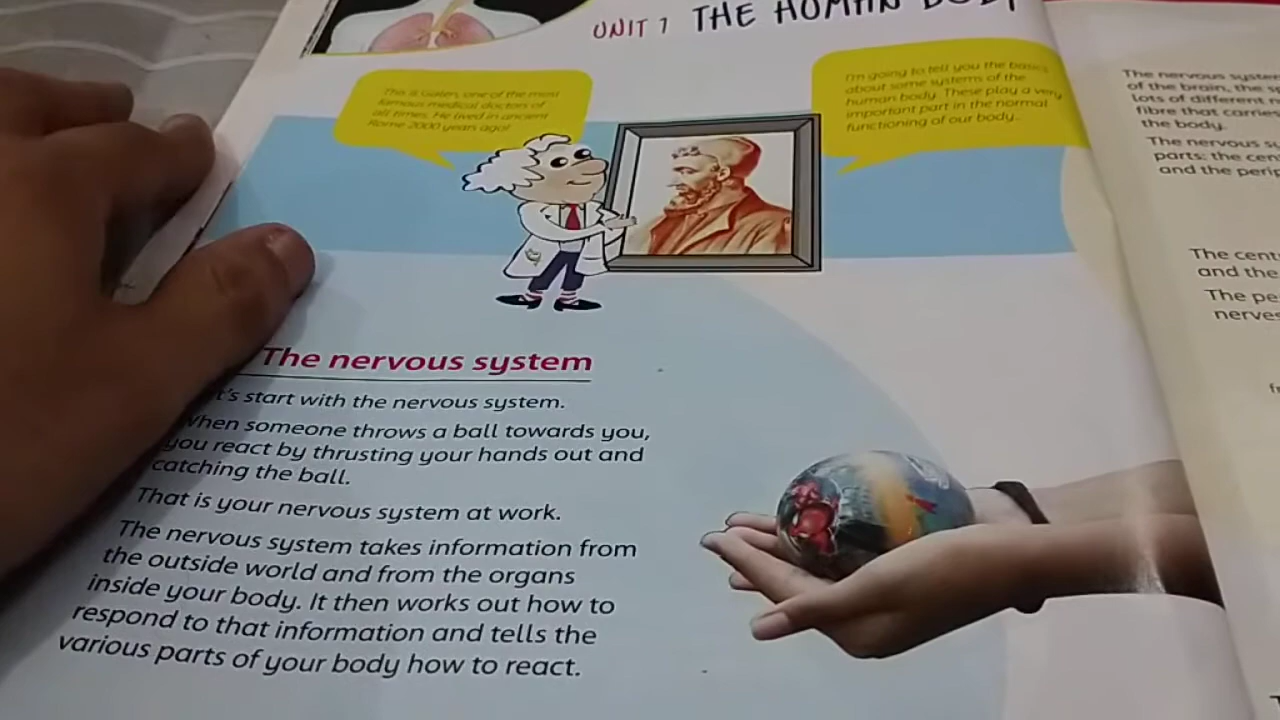 UNIT 1 THE HUMAN BODY
This is Galen, one of the most
famous medical doctors of
all times. He lived in ancient
Rome 2000 years ago!
I'm going to tell you the basics
about some systems of the
human body. These play a very
important part in the normal
functioning of our body.
The nervous system
t's start with the nervous system.
When someone throws a ball towards you,
you react by thrusting your hands out and
catching the ball.
That is your nervous system at work.
The nervous system takes information from
the outside world and from the organs
inside your body. It then works out how to
respond to that information and tells the
various parts of your body how to react.
The nervous system
of the brain, the
lots of different
fibre that carries
the body.
The nervous
parts: the
and the
The
and the
The